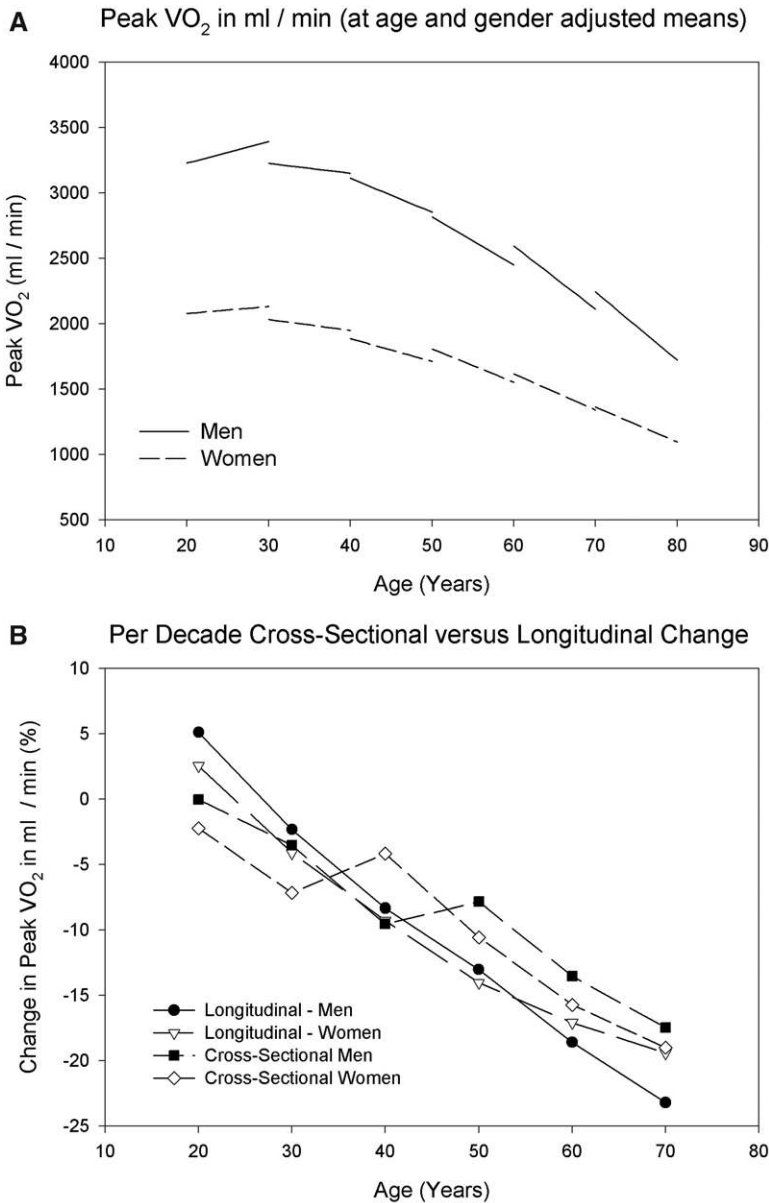 A Peak VO2 in ml / min (at age and gender adjusted means)
4000
3500
3000
2500
2000
1500
1000
500
Peak VO2 (ml / min)
Men
Women
10 20 30 40 50 60 70 80 90
Age (Years)
B Per Decade Cross-Sectional versus Longitudinal Change
10
5
0
-5
-10
-15
-20
-25
Change in Peak VO2 in ml / min (%)
Longitudinal - Men
Longitudinal - Women
Cross-Sectional Men
Cross-Sectional Women
10 20 30 40 50 60 70 80
Age (Years)